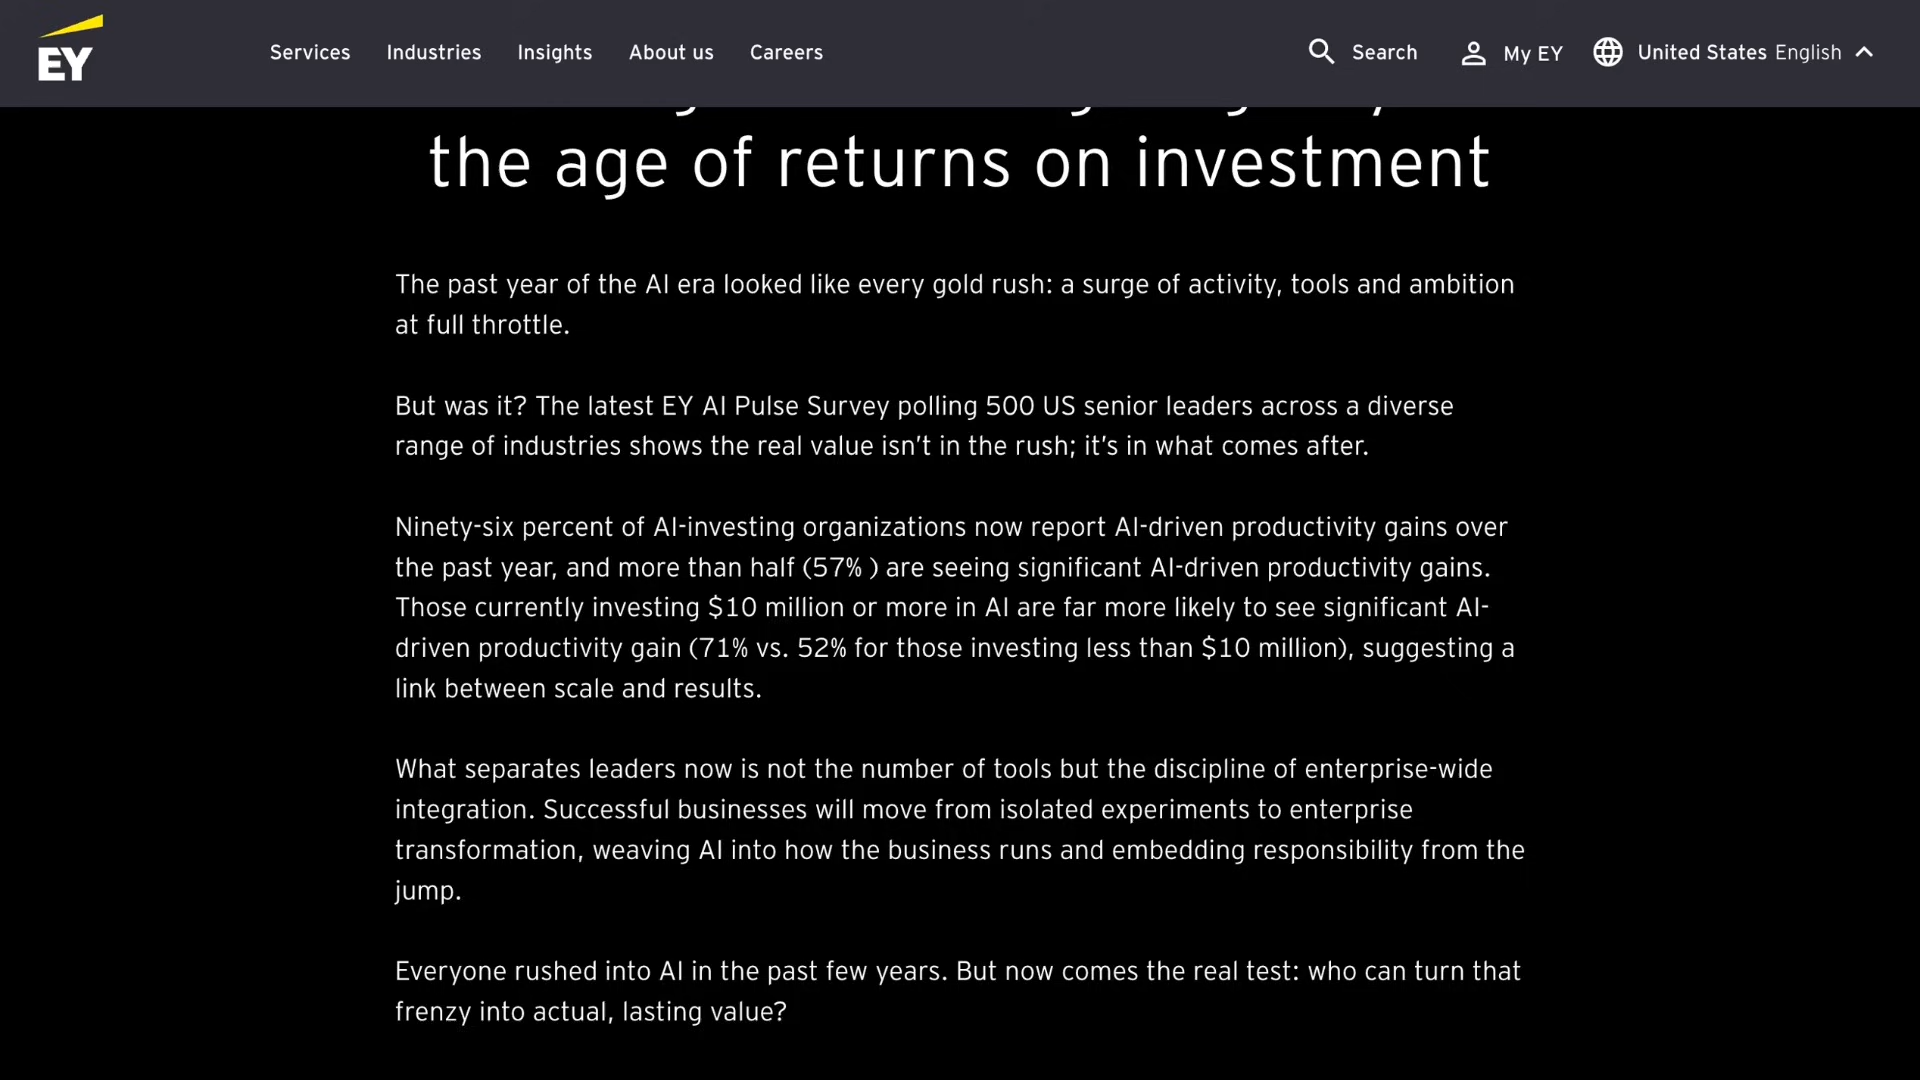 EY
Services
Industries
Insights
About us
Careers
Search
My EY
United States English
the age of returns on investment
The past year of the AI era looked like every gold rush: a surge of activity, tools and ambition
at full throttle.
But was it? The latest EY AI Pulse Survey polling 500 US senior leaders across a diverse
range of industries shows the real value isn’t in the rush; it’s in what comes after.
Ninety-six percent of AI-investing organizations now report AI-driven productivity gains over
the past year, and more than half (57% ) are seeing significant AI-driven productivity gains.
Those currently investing $10 million or more in AI are far more likely to see significant AI-
driven productivity gain (71% vs. 52% for those investing less than $10 million), suggesting a
link between scale and results.
What separates leaders now is not the number of tools but the discipline of enterprise-wide
integration. Successful businesses will move from isolated experiments to enterprise
transformation, weaving AI into how the business runs and embedding responsibility from the
jump.
Everyone rushed into AI in the past few years. But now comes the real test: who can turn that
frenzy into actual, lasting value?